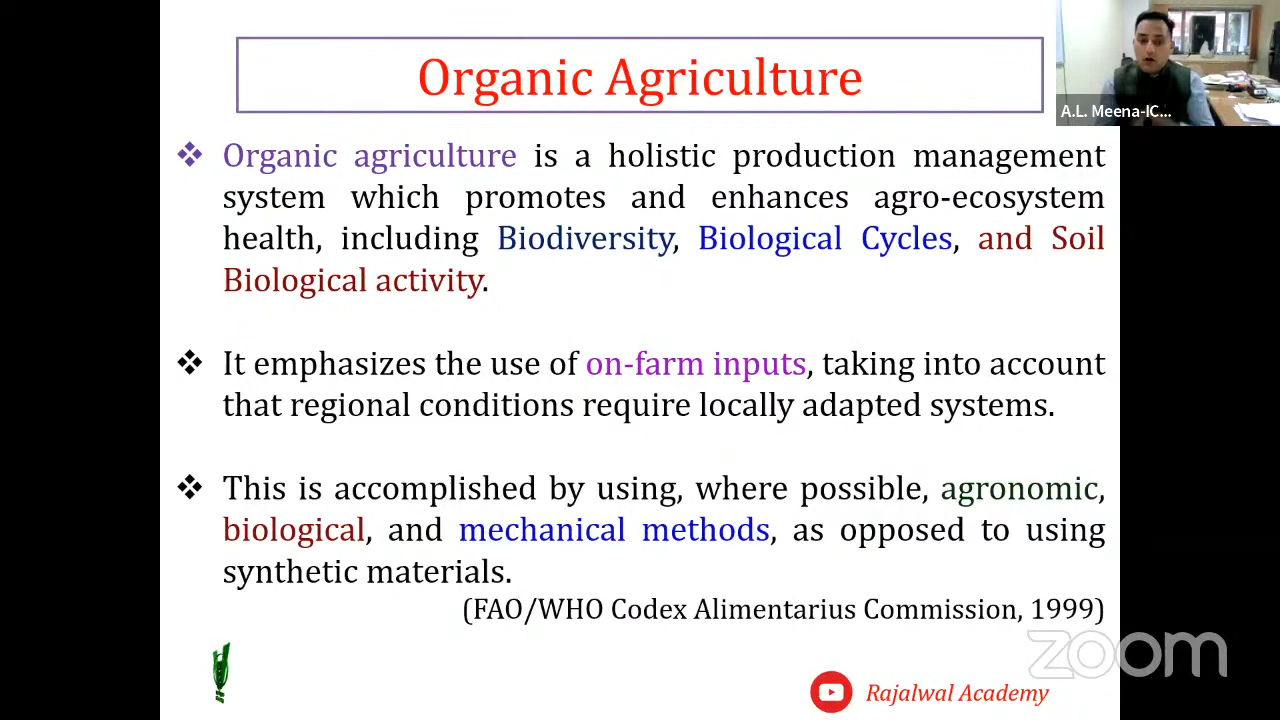 Organic Agriculture
A.L. Meena-IC...
❖ Organic agriculture is a holistic production management
system which promotes and enhances agro-ecosystem
health, including Biodiversity, Biological Cycles, and Soil
Biological activity.
❖ It emphasizes the use of on-farm inputs, taking into account
that regional conditions require locally adapted systems.
❖ This is accomplished by using, where possible, agronomic,
biological, and mechanical methods, as opposed to using
synthetic materials.
(FAO/WHO Codex Alimentarius Commission, 1999)
zoom
Rajalwal Academy